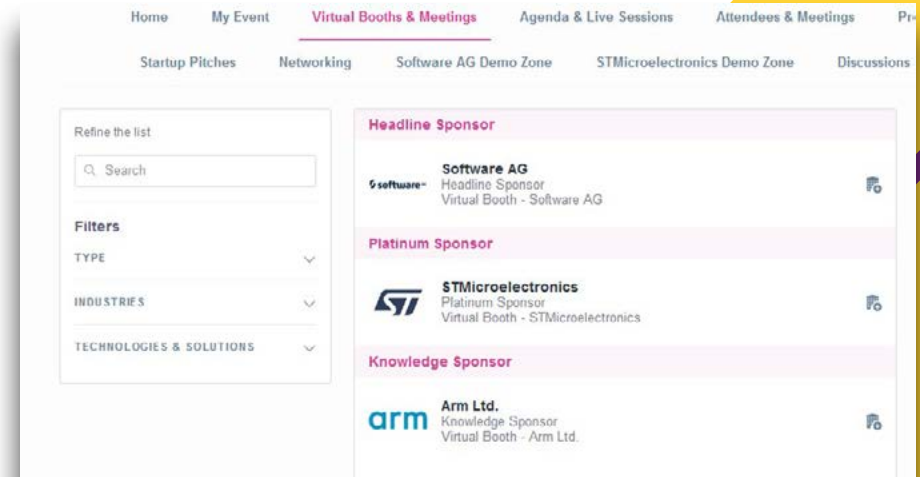 Home My Event Virtual Booths & Meetings Agenda & Live Sessions Attendees & Meetings
Startup Pitches Networking Software AG Demo Zone STMicroelectronics Demo Zone Discussions
Refine the list
Search
Filters
TYPE
INDUSTRIES
TECHNOLOGIES & SOLUTIONS
Headline Sponsor
software
Software AG
Headline Sponsor
Virtual Booth - Software AG
Platinum Sponsor
ST
STMicroelectronics
Platinum Sponsor
Virtual Booth - STMicroelectronics
Knowledge Sponsor
arm
Arm Ltd.
Knowledge Sponsor
Virtual Booth - Arm Ltd.